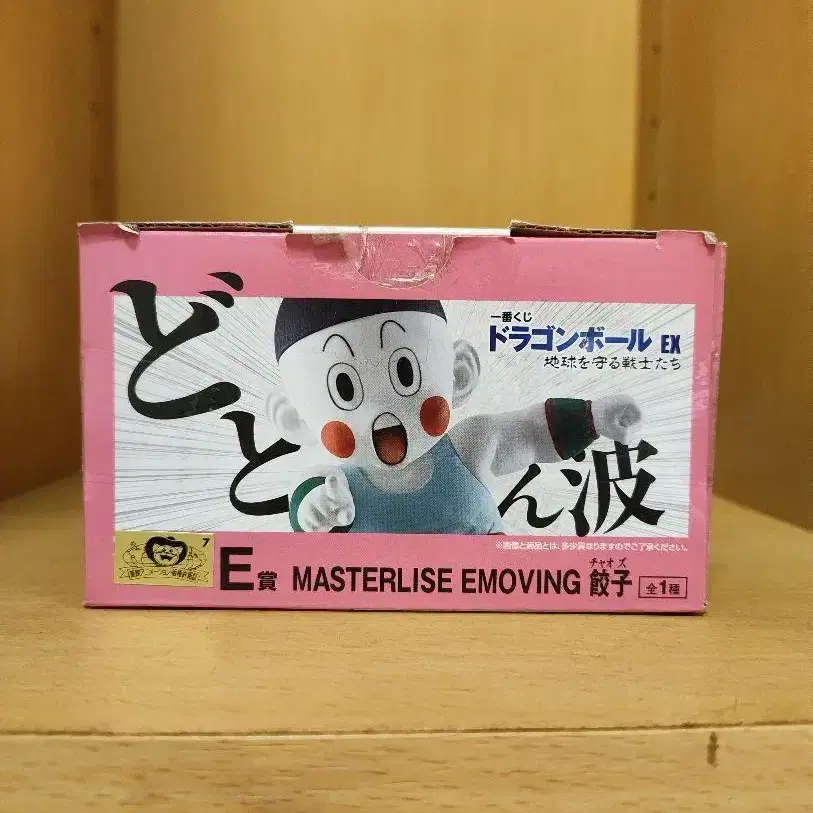 どどん波
一番くじ
ドラゴンボール EX
地球を守る戦士たち
※画像と商品とは、多少異なりますのでご了承ください。
ア
E賞 MASTERLISE EMOVING 餃子 全1種
チャオズ